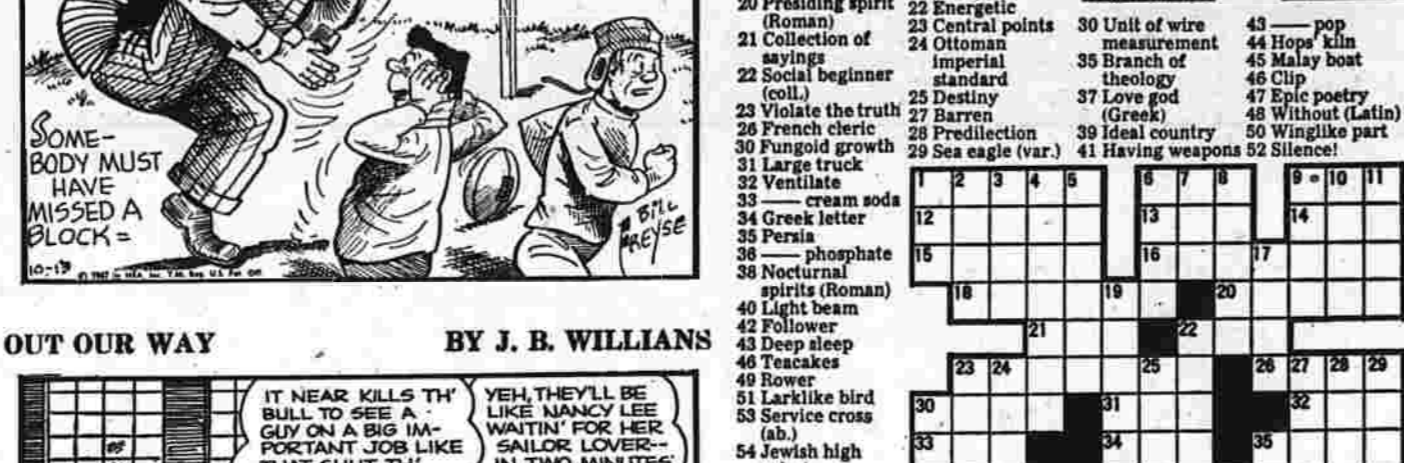 SOME-
BODY MUST
HAVE
MISSED A
BLOCK=
BILL
FREYSE
10-13
OUT OUR WAY
BY J. B. WILLIANS
IT NEAR KILLS TH'
BULL TO SEE A
GUY ON A BIG IM-
PORTANT JOB LIKE
YEH, THEY'LL BE
LIKE NANCY LEE
WAITIN' FOR HER
SAILOR LOVER--
IN TWO MINUTES
20 Presiding spirit
(Roman)
21 Collection of
sayings
22 Social beginner
(coll.)
23 Violate the truth
26 French cleric
30 Fungoid growth
31 Large truck
32 Ventilate
33 —— cream soda
34 Greek letter
35 Persia
36 —— phosphate
38 Nocturnal
spirits (Roman)
40 Light beam
42 Follower
43 Deep sleep
46 Teacakes
49 Rower
51 Larklike bird
53 Service cross
(ab.)
54 Jewish high
22 Energetic
23 Central points
24 Ottoman
imperial
standard
25 Destiny
27 Barren
28 Predilection
29 Sea eagle (var.)
30 Unit of wire
measurement
35 Branch of
theology
37 Love god
(Greek)
39 Ideal country
41 Having weapons
43 —— pop
44 Hops' kiln
45 Malay boat
46 Clip
47 Epic poetry
48 Without (Latin)
50 Winglike part
52 Silence!
1 2 3 4 5 6 7 8 9 10 11
12 13 14
15 16 17
18 19 20
21 22
23 24 25 26 27 28 29
30 31 32
33 34 35